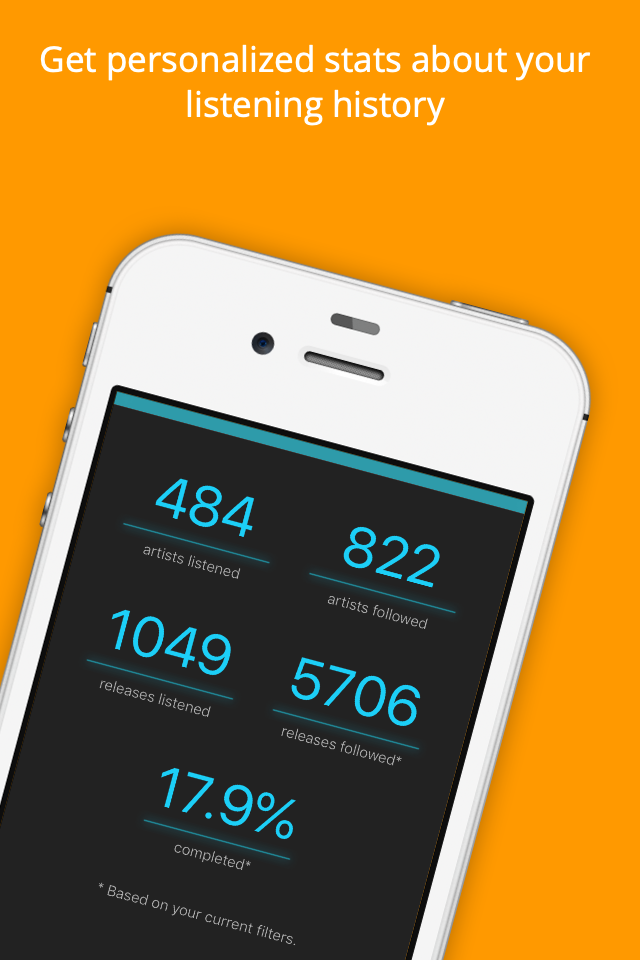 Get personalized stats about your
listening history
484
artists listened
822
artists followed
1049
releases listened
5706
releases followed*
17.9%
completed*
* Based on your current filters.